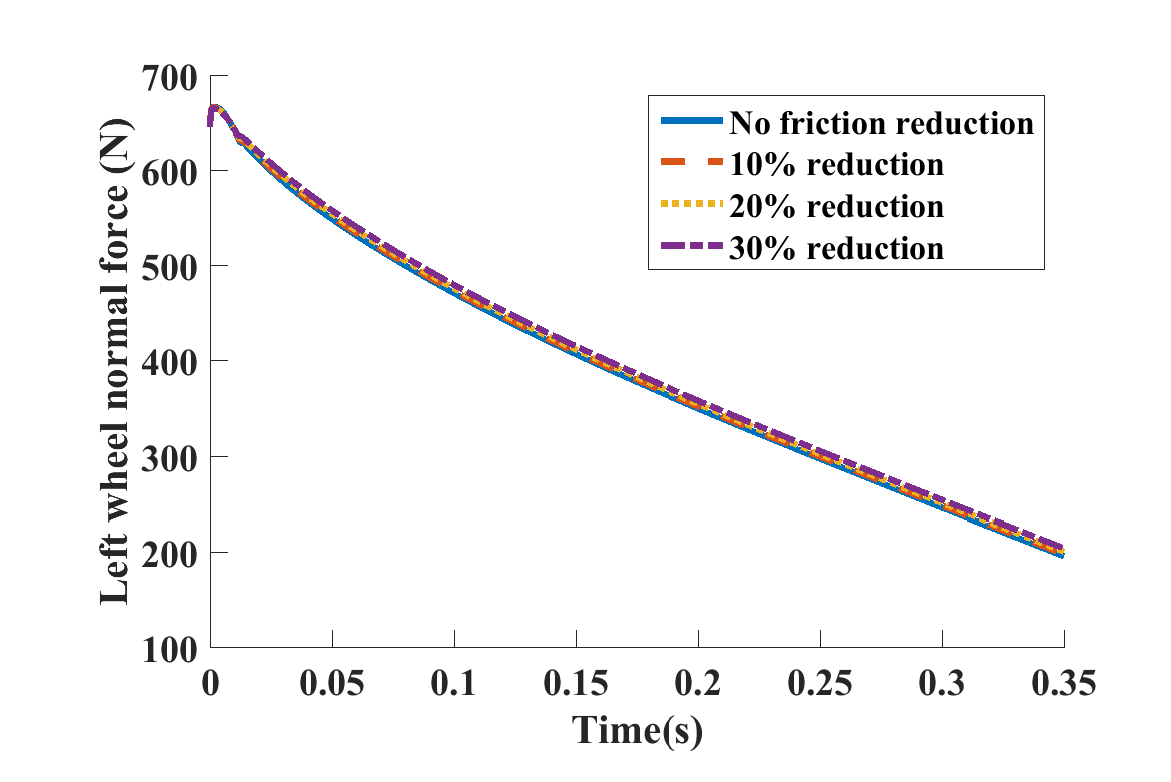 700
600
500
400
300
200
100
Left wheel normal force (N)
No friction reduction
10% reduction
20% reduction
30% reduction
0 0.05 0.1 0.15 0.2 0.25 0.3 0.35
Time(s)